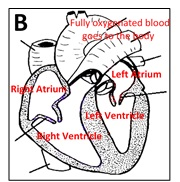 B
Fully oxygenated blood
goes to the body
Left Atrium
Right Atrium
Left Ventricle
Right Ventricle